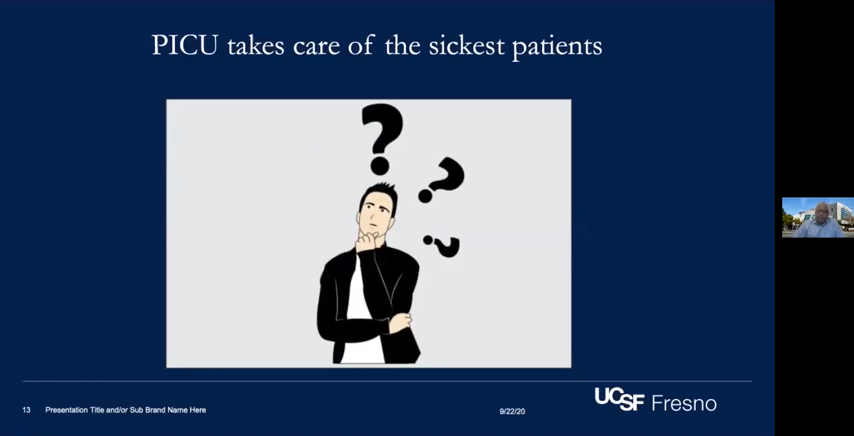 PICU takes care of the sickest patients
? ? ?
13 Presentation Title and/or Sub Brand Name Here
9/22/20
UCSF Fresno